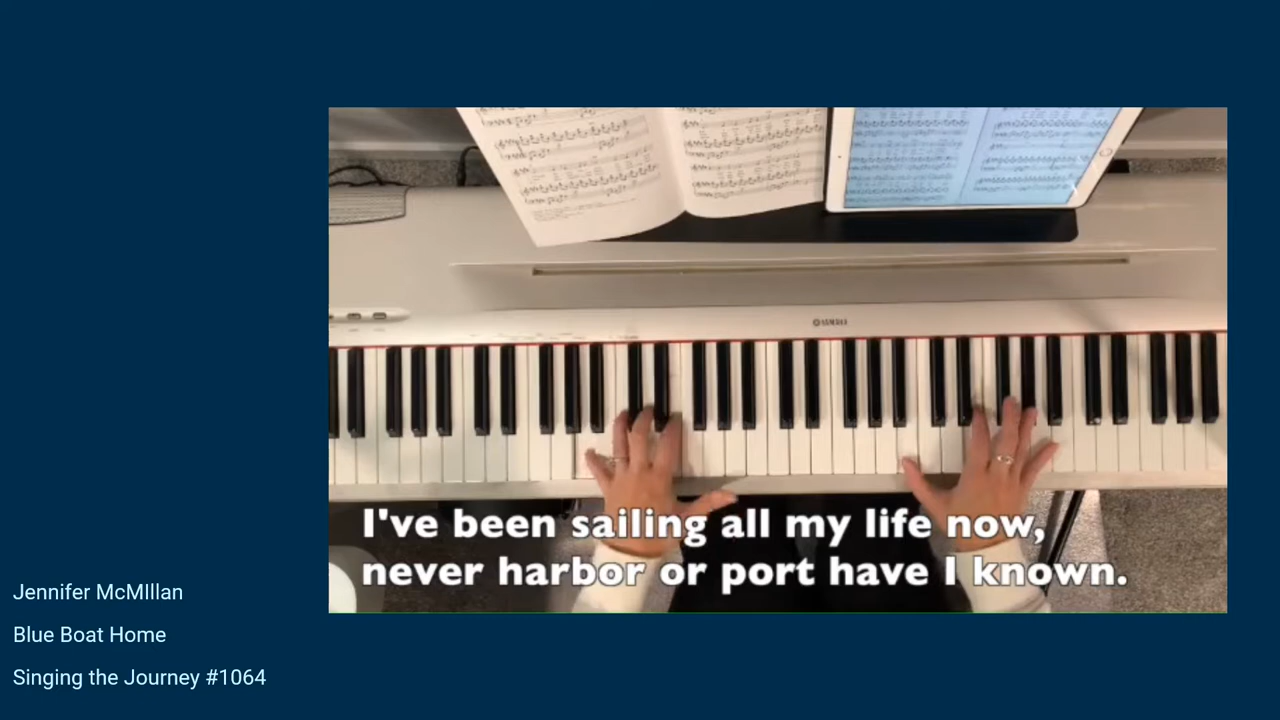 YAMAHA
I've been sailing all my life now,
never harbor or port have I known.
Jennifer McMIllan
Blue Boat Home
Singing the Journey #1064